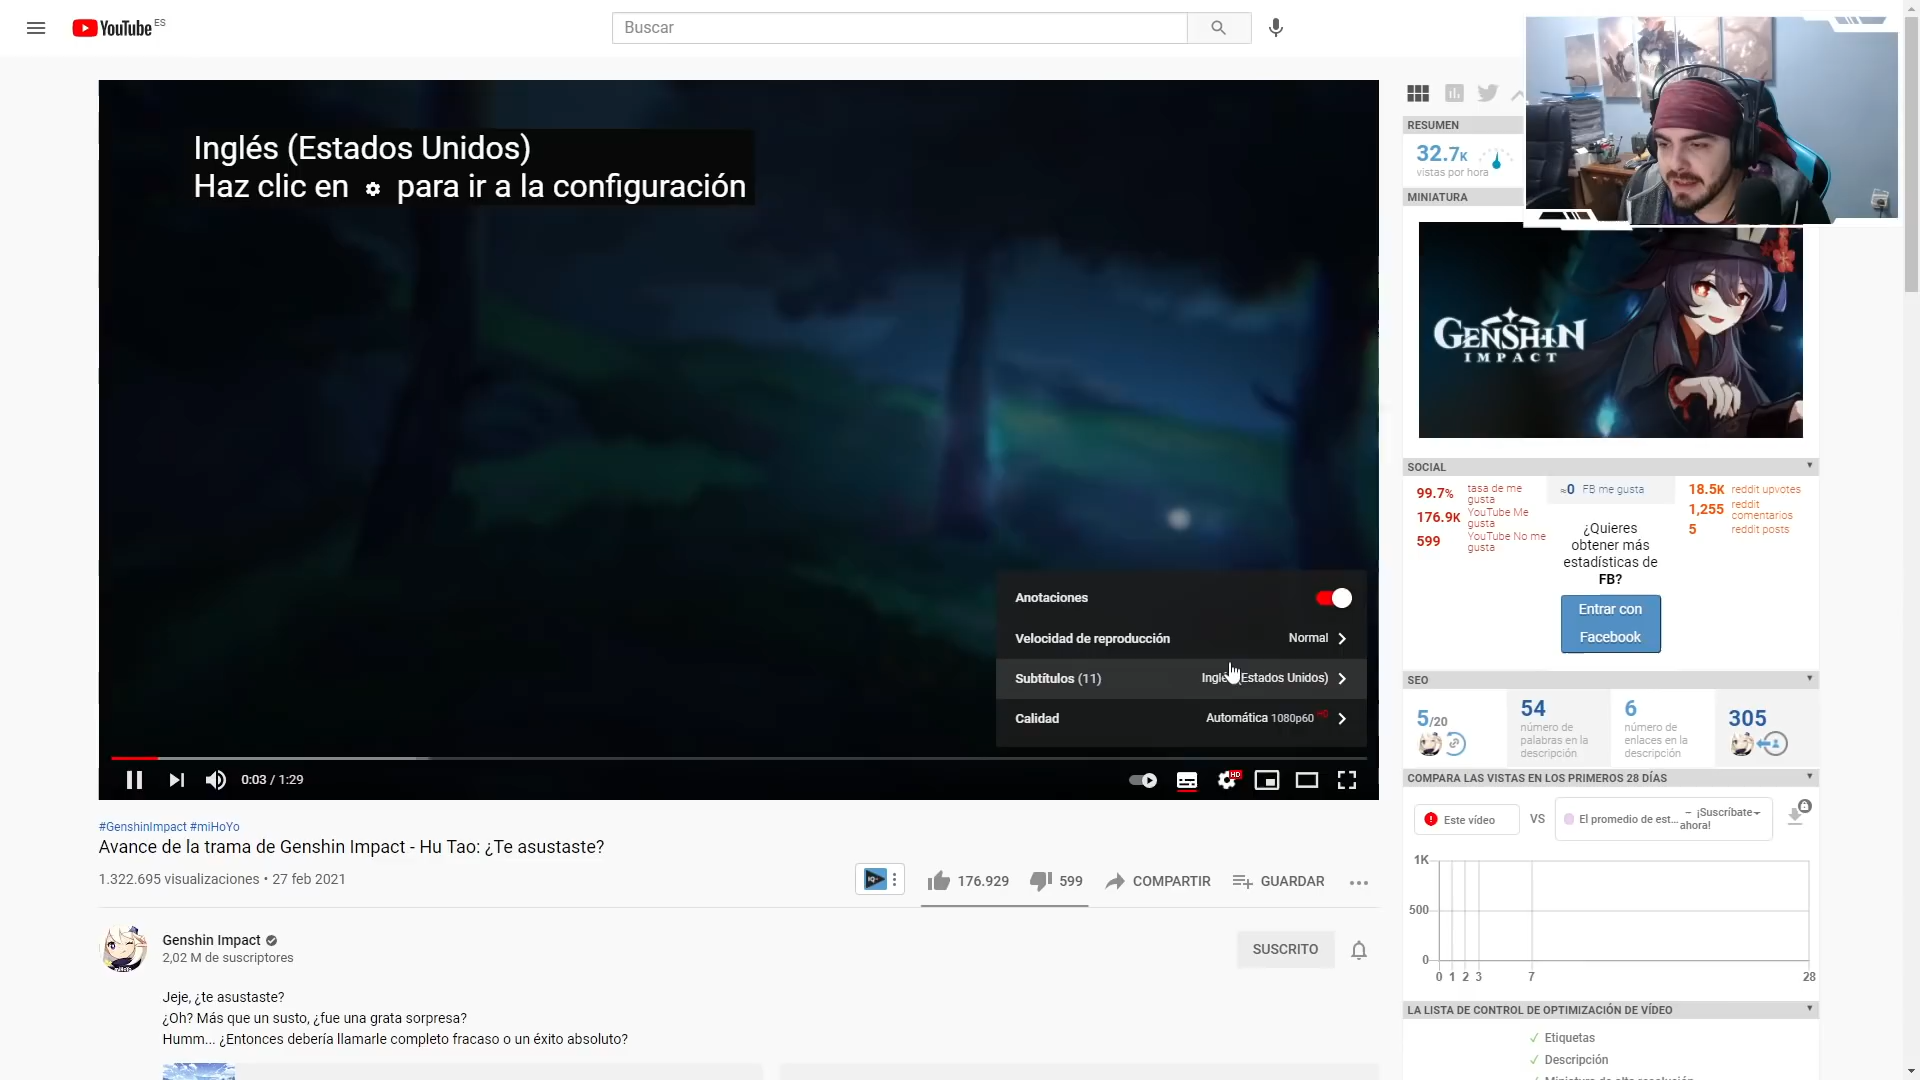 YouTube ES
Buscar
Inglés (Estados Unidos)
Haz clic en para ir a la configuración
Anotaciones
Velocidad de reproducción Normal
Subtítulos (11) Inglés (Estados Unidos)
Calidad Automática 1080p60 HD
0:03 / 1:29
HD
#GenshinImpact #miHoYo
Avance de la trama de Genshin Impact - Hu Tao: ¿Te asustaste?
1.322.695 visualizaciones • 27 feb 2021
176.929
599
COMPARTIR
GUARDAR
Genshin Impact
2,02 M de suscriptores
SUSCRITO
Jeje, ¿te asustaste?
¿Oh? Más que un susto, ¿fue una grata sorpresa?
Humm... ¿Entonces debería llamarle completo fracaso o un éxito absoluto?
RESUMEN
32.7K
vistas por hora
MINIATURA
GENSHIN
IMPACT
SOCIAL
99.7% tasa de me gusta
176.9K YouTube Me gusta
599 YouTube No me gusta
≈0 FB me gusta
¿Quieres
obtener más
estadísticas de
FB?
Entrar con
Facebook
18.5K reddit upvotes
1,255 reddit comentarios
5 reddit posts
SEO
5/20
54
número de
palabras en la
descripción
6
número de
enlaces en la
descripción
305
COMPARA LAS VISTAS EN LOS PRIMEROS 28 DÍAS
Este vídeo
VS
El promedio de est...
– ¡Suscríbate
ahora!
1K
500
0
0 1 2 3 7 28
LA LISTA DE CONTROL DE OPTIMIZACIÓN DE VÍDEO
✓ Etiquetas
✓ Descripción